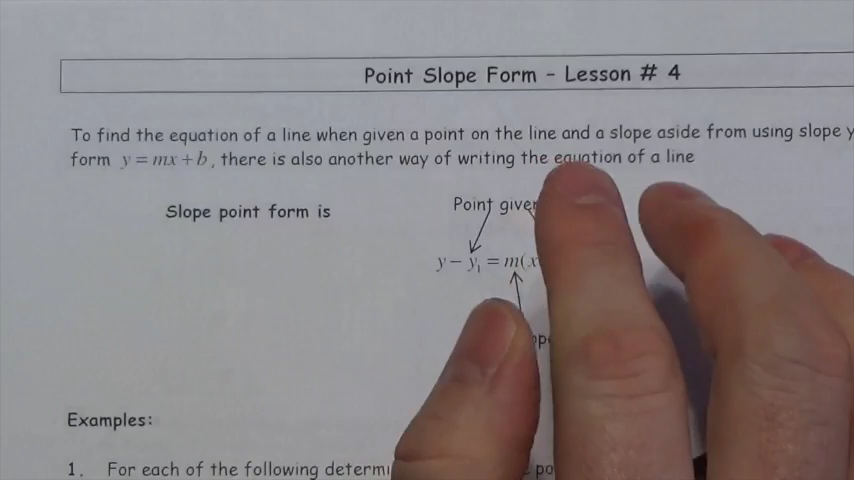 Point Slope Form - Lesson # 4
To find the equation of a line when given a point on the line and a slope aside from using slope y
form y = mx + b, there is also another way of writing the equation of a line
Slope point form is
Point given
y - y₁ = m(x
Examples:
1. For each of the following